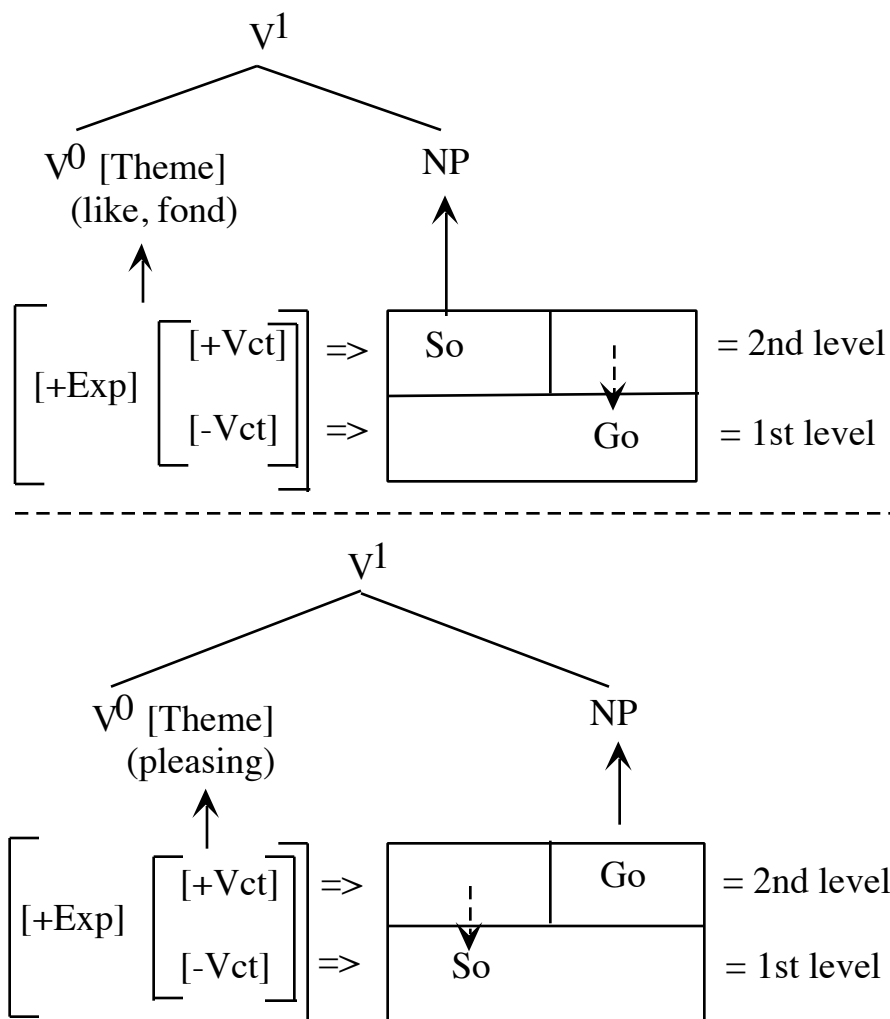 V1
V0 [Theme] NP
(like, fond)
[+Vct] => So = 2nd level
[+Exp]
[-Vct] => Go = 1st level
V1
V0 [Theme] NP
(pleasing)
[+Vct] => Go = 2nd level
[+Exp]
[-Vct] => So = 1st level